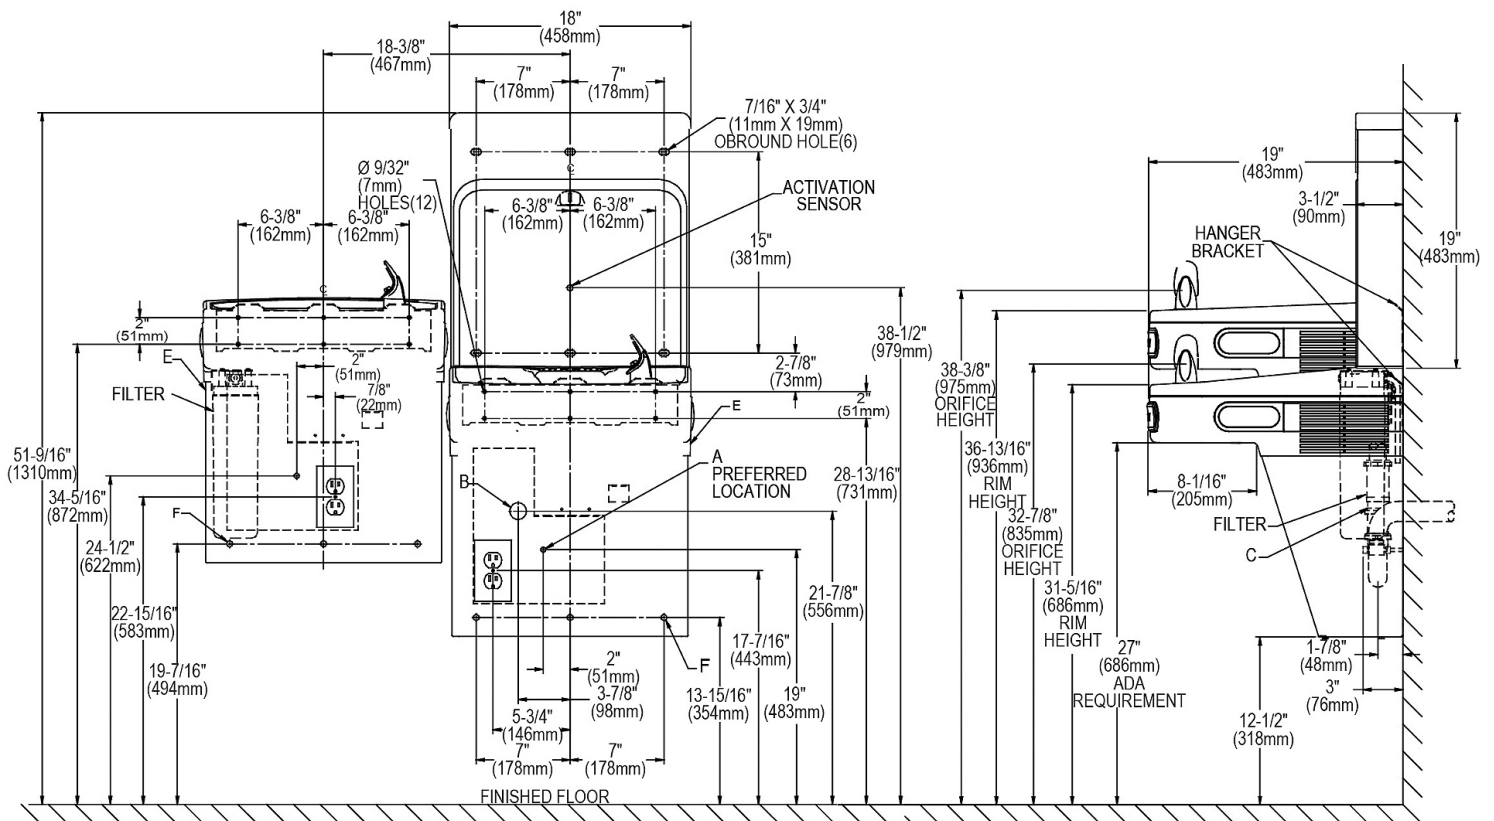 18"
(458mm)
18-3/8"
(467mm)
7"
(178mm)
7"
(178mm)
7/16" X 3/4"
(11mm X 19mm)
OBROUND HOLE(6)
Ø 9/32"
(7mm)
HOLES(12)
ACTIVATION
SENSOR
6-3/8"
(162mm)
6-3/8"
(162mm)
6-3/8"
(162mm)
6-3/8"
(162mm)
15"
(381mm)
2"
(51mm)
E
FILTER
2"
(51mm)
7/8"
(22mm)
38-1/2"
(979mm)
2-7/8"
(73mm)
2"
(51mm)
E
51-9/16"
(1310mm)
34-5/16"
(872mm)
24-1/2"
(622mm)
22-15/16"
(583mm)
19-7/16"
(494mm)
F
A
PREFERRED
LOCATION
B
28-13/16"
(731mm)
21-7/8"
(556mm)
17-7/16"
(443mm)
19"
(483mm)
13-15/16"
(354mm)
F
2"
(51mm)
3-7/8"
(98mm)
5-3/4"
(146mm)
7"
(178mm)
7"
(178mm)
FINISHED FLOOR
19"
(483mm)
3-1/2"
(90mm)
HANGER
BRACKET
19"
(483mm)
38-3/8"
(975mm)
ORIFICE
HEIGHT
36-13/16"
(936mm)
RIM
HEIGHT
32-7/8"
(835mm)
ORIFICE
HEIGHT
31-5/16"
(686mm)
RIM
HEIGHT
27"
(686mm)
ADA
REQUIREMENT
8-1/16"
(205mm)
FILTER
C
1-7/8"
(48mm)
3"
(76mm)
12-1/2"
(318mm)